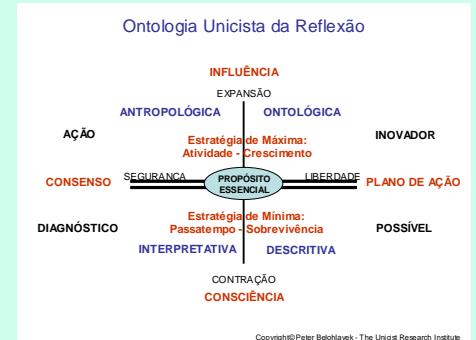 Ontologia Unicista da Reflexão
INFLUÊNCIA
EXPANSÃO
ANTROPOLÓGICA ONTOLÓGICA
AÇÃO INOVADOR
Estratégia de Máxima:
Atividade - Crescimento
CONSENSO SEGURANÇA PROPÓSITO ESSENCIAL LIBERDADE PLANO DE AÇÃO
Estratégia de Mínima:
Passatempo - Sobrevivência
DIAGNÓSTICO POSSÍVEL
INTERPRETATIVA DESCRITIVA
CONTRAÇÃO
CONSCIÊNCIA
Copyright©Peter Belohlavek - The Unicist Research Institute